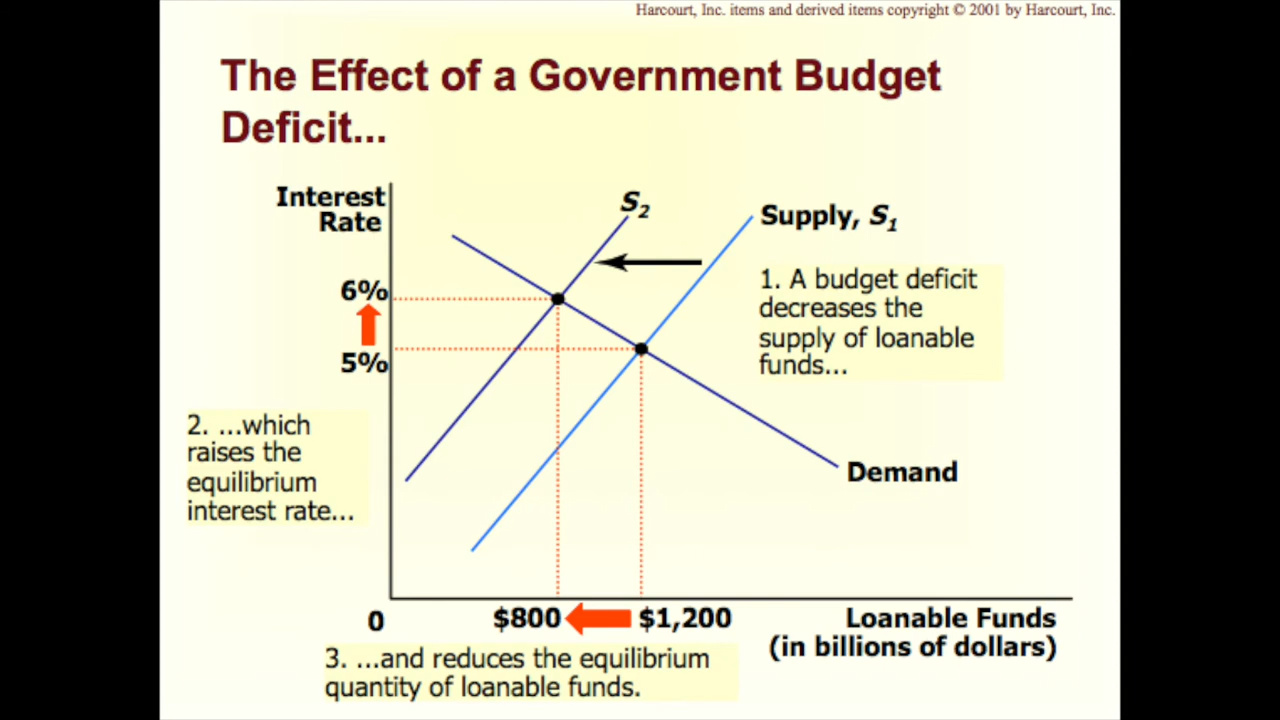 Harcourt, Inc. items and derived items copyright © 2001 by Harcourt, Inc.
The Effect of a Government Budget
Deficit...
Interest
Rate
S2
Supply, S1
1. A budget deficit
decreases the
supply of loanable
funds...
6%
5%
2. ...which
raises the
equilibrium
interest rate...
Demand
0
$800
$1,200
Loanable Funds
(in billions of dollars)
3. ...and reduces the equilibrium
quantity of loanable funds.